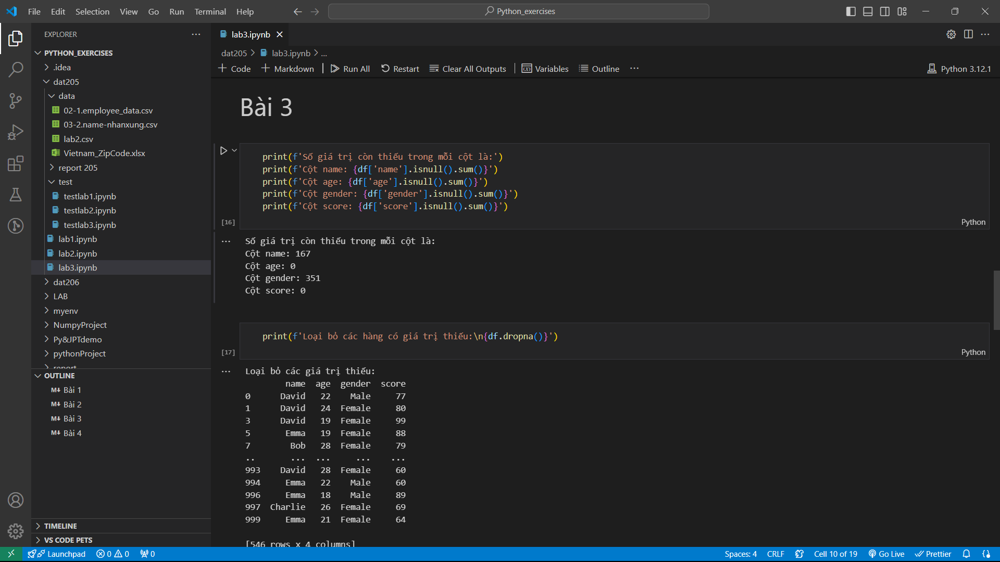 File Edit Selection View Go Run Terminal Help
Python_exercises
EXPLORER
PYTHON_EXERCISES
.idea
dat205
data
02-1.employee_data.csv
03-2.name-nhanxung.csv
lab2.csv
Vietnam_ZipCode.xlsx
report 205
test
testlab1.ipynb
testlab2.ipynb
testlab3.ipynb
lab1.ipynb
lab2.ipynb
lab3.ipynb
dat206
LAB
myenv
NumpyProject
Py&JPTdemo
pythonProject
report
OUTLINE
M↓ Bài 1
M↓ Bài 2
M↓ Bài 3
M↓ Bài 4
TIMELINE
VS CODE PETS
lab3.ipynb
dat205 > lab3.ipynb > ...
+ Code + Markdown | Run All Restart Clear All Outputs | Variables Outline ...
Python 3.12.1
Bài 3
print(f'Số giá trị còn thiếu trong mỗi cột là:')
print(f'Cột name: {df['name'].isnull().sum()}')
print(f'Cột age: {df['age'].isnull().sum()}')
print(f'Cột gender: {df['gender'].isnull().sum()}')
print(f'Cột score: {df['score'].isnull().sum()}')
[16]
Python
Số giá trị còn thiếu trong mỗi cột là:
Cột name: 167
Cột age: 0
Cột gender: 351
Cột score: 0
print(f'Loại bỏ các hàng có giá trị thiếu:\n{df.dropna()}')
[17]
Python
Loại bỏ các giá trị thiếu:
name age gender score
0 David 22 Male 77
1 David 24 Female 80
3 David 19 Female 99
5 Emma 19 Female 88
7 Bob 28 Female 79
.. ... ... ... ...
993 David 28 Female 60
994 Emma 22 Male 60
996 Emma 18 Male 89
997 Charlie 26 Female 69
999 Emma 21 Female 64
[546 rows x 4 columns]
Launchpad 0 0 0
Spaces: 4 CRLF Cell 10 of 19 Go Live Prettier